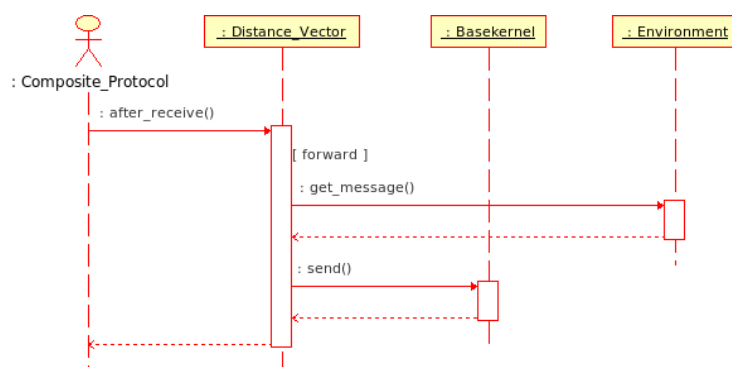 : Distance_Vector
: Basekernel
: Environment
: Composite_Protocol
: after_receive()
[ forward ]
: get_message()
: send()